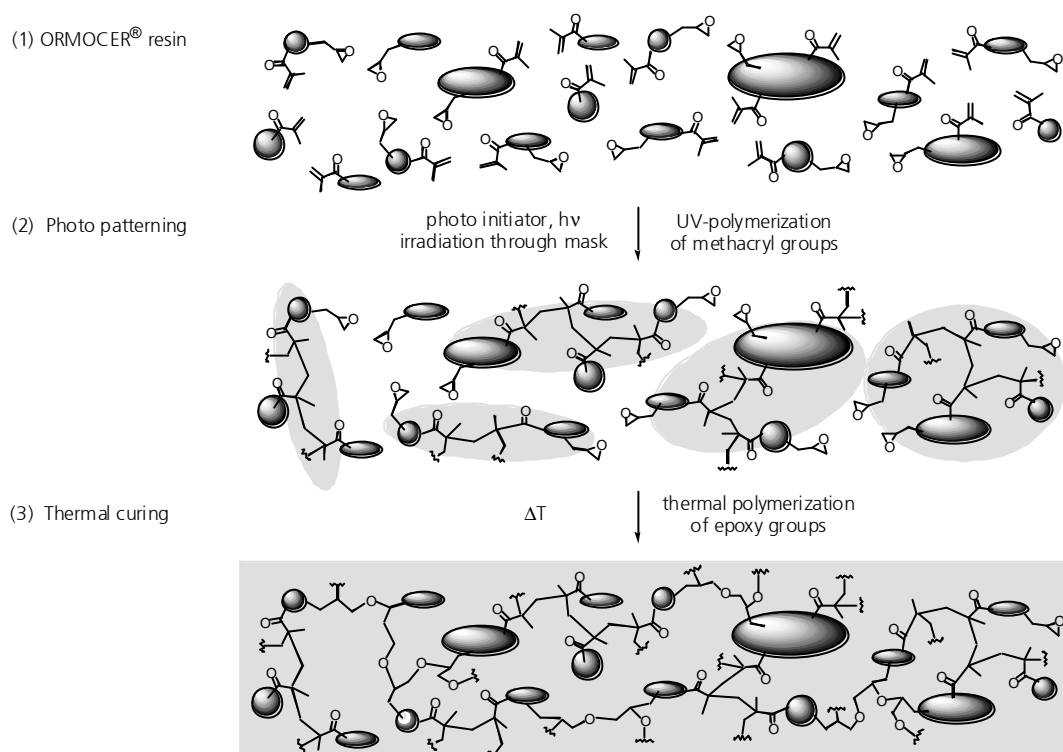 (1) ORMOCER® resin
(2) Photo patterning
photo initiator, hν
irradiation through mask
UV-polymerization
of methacryl groups
(3) Thermal curing
ΔT
thermal polymerization
of epoxy groups